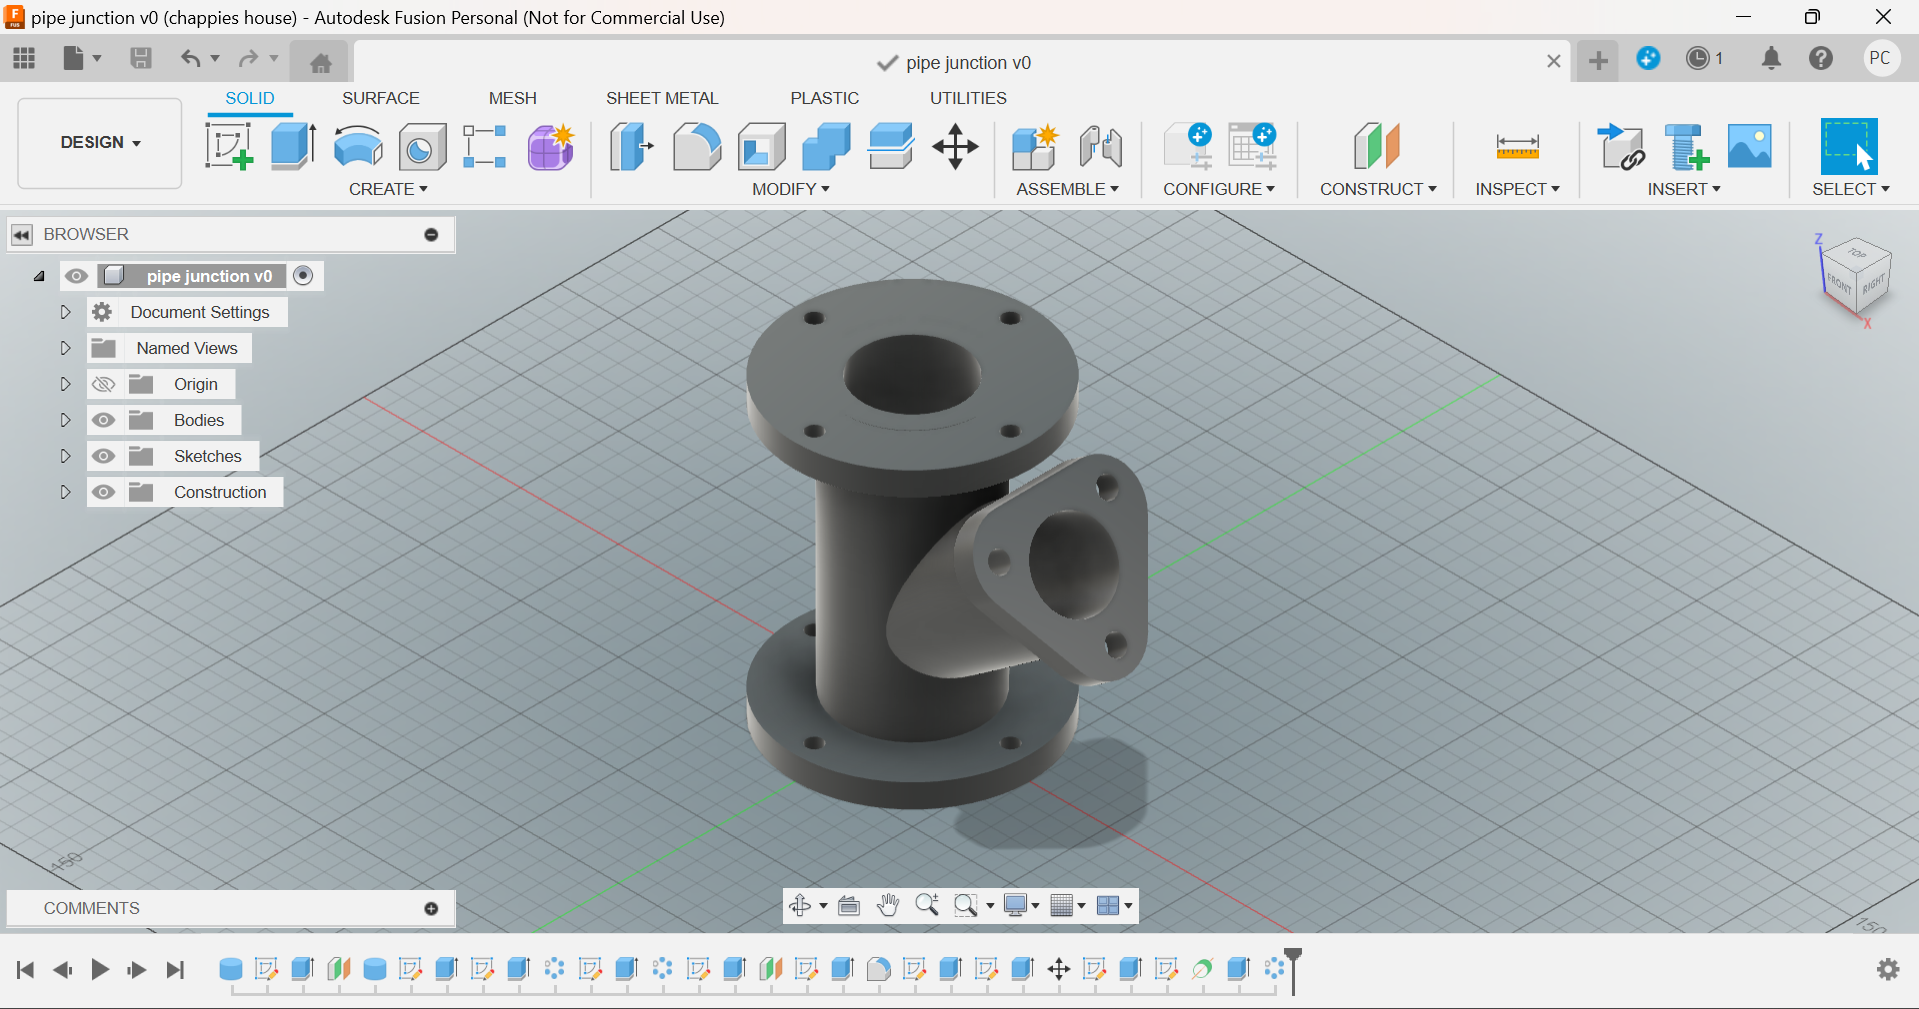 pipe junction v0 (chappies house) - Autodesk Fusion Personal (Not for Commercial Use)
pipe junction v0
1
PC
SOLID SURFACE MESH SHEET METAL PLASTIC UTILITIES
DESIGN
CREATE MODIFY ASSEMBLE CONFIGURE CONSTRUCT INSPECT INSERT SELECT
BROWSER
pipe junction v0
Document Settings
Named Views
Origin
Bodies
Sketches
Construction
Z
TOP
FRONT
RIGHT
X
150
150
COMMENTS